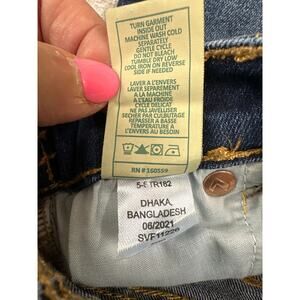 TURN GARMENT
INSIDE OUT
MACHINE WASH COLD
SEPARATELY
GENTLE CYCLE
DO NOT BLEACH
TUMBLE DRY LOW
COOL IRON ON REVERSE
SIDE IF NEEDED
LAVER A L'ENVERS
LAVER SEPAREMENT
A LA MACHINE
A L'EAU FROIDE
CYCLE DELICAT
NE PAS JAVELLISER
SECHER PAR CULBUTAGE
REPASSER A BASSE
TEMPERATURE A
L'ENVERS AU BESOIN
RN # 160559
DHAKA,
BANGLADESH
06/2021